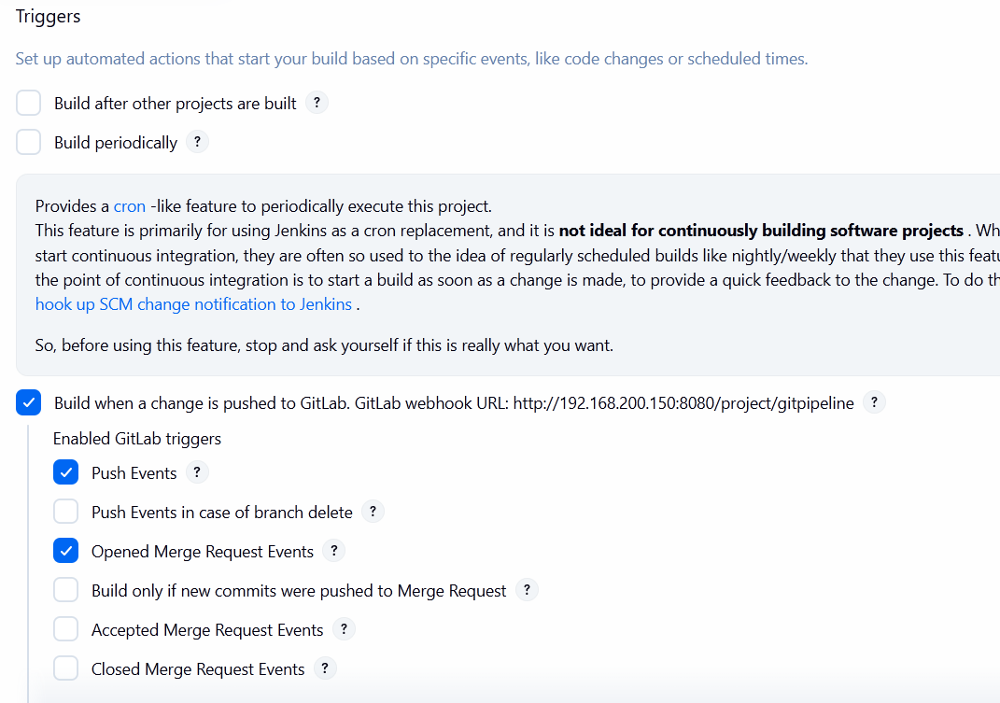 Triggers
Set up automated actions that start your build based on specific events, like code changes or scheduled times.
Build after other projects are built ?
Build periodically ?
Provides a cron -like feature to periodically execute this project.
This feature is primarily for using Jenkins as a cron replacement, and it is not ideal for continuously building software projects . Wh
start continuous integration, they are often so used to the idea of regularly scheduled builds like nightly/weekly that they use this featu
the point of continuous integration is to start a build as soon as a change is made, to provide a quick feedback to the change. To do th
hook up SCM change notification to Jenkins .
So, before using this feature, stop and ask yourself if this is really what you want.
Build when a change is pushed to GitLab. GitLab webhook URL: http://192.168.200.150:8080/project/gitpipeline ?
Enabled GitLab triggers
Push Events ?
Push Events in case of branch delete ?
Opened Merge Request Events ?
Build only if new commits were pushed to Merge Request ?
Accepted Merge Request Events ?
Closed Merge Request Events ?